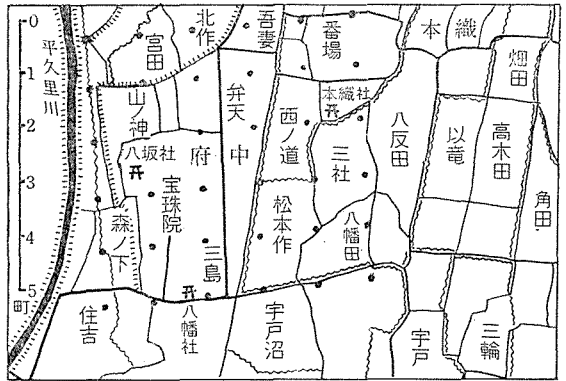 0
1
2
3
4
5
町
平久里川
北作
宮田
吾妻
番場
本織
畑田
山ノ神
弁天
本織社
西ノ道
八反田
以竜
高木田
八坂社
府中
三社
角田
宝珠院
松本作
八幡田
森ノ下
三島
住吉
八幡社
宇戸沼
宇戸
三輪